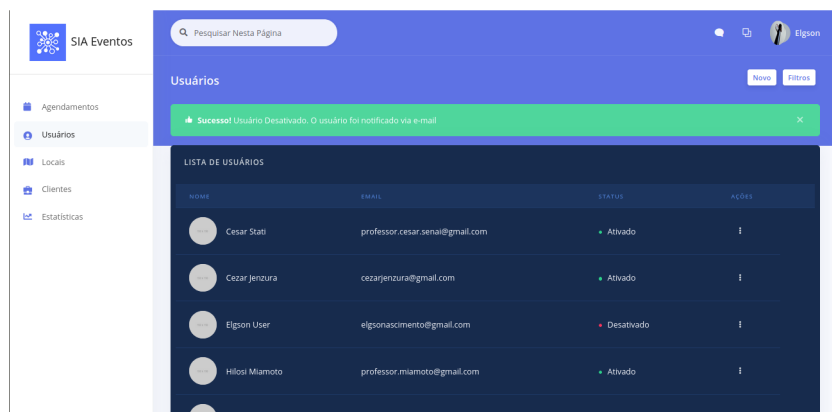 SIA Eventos
Pesquisar Nesta Página
Elgson
Agendamentos
Usuários
Locais
Clientes
Estatísticas
Usuários
Novo
Filtros
Sucesso! Usuário Desativado. O usuário foi notificado via e-mail
LISTA DE USUÁRIOS
NOME EMAIL STATUS AÇÕES
Cesar Stati professor.cesar.senai@gmail.com Ativado
Cezar Jenzura cezarjenzura@gmail.com Ativado
Elgson User elgsonascimento@gmail.com Desativado
Hilosi Miamoto professor.miamoto@gmail.com Ativado